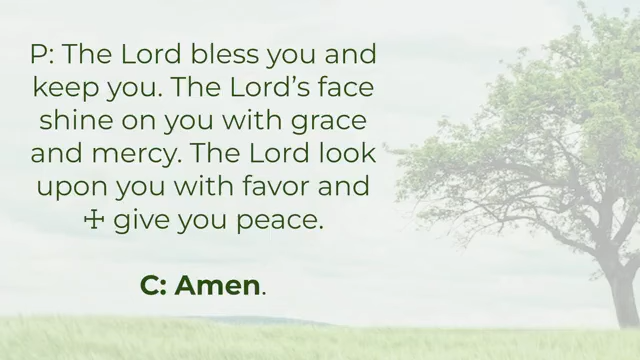 P: The Lord bless you and
keep you. The Lord’s face
shine on you with grace
and mercy. The Lord look
upon you with favor and
☩ give you peace.
C: Amen.